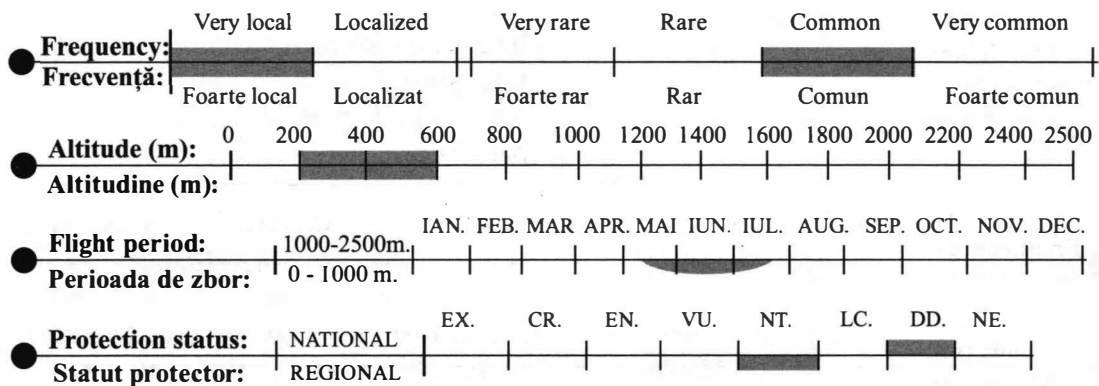 Very local Localized Very rare Rare Common Very common
Frequency:
Frecvență:
Foarte local Localizat Foarte rar Rar Comun Foarte comun
0 200 400 600 800 1000 1200 1400 1600 1800 2000 2200 2400 2500
Altitude (m):
Altitudine (m):
IAN. FEB. MAR APR. MAI IUN. IUL. AUG. SEP. OCT. NOV. DEC.
Flight period: 1000-2500m.
Perioada de zbor: 0 - 1000 m.
EX. CR. EN. VU. NT. LC. DD. NE.
Protection status: NATIONAL
Statut protector: REGIONAL